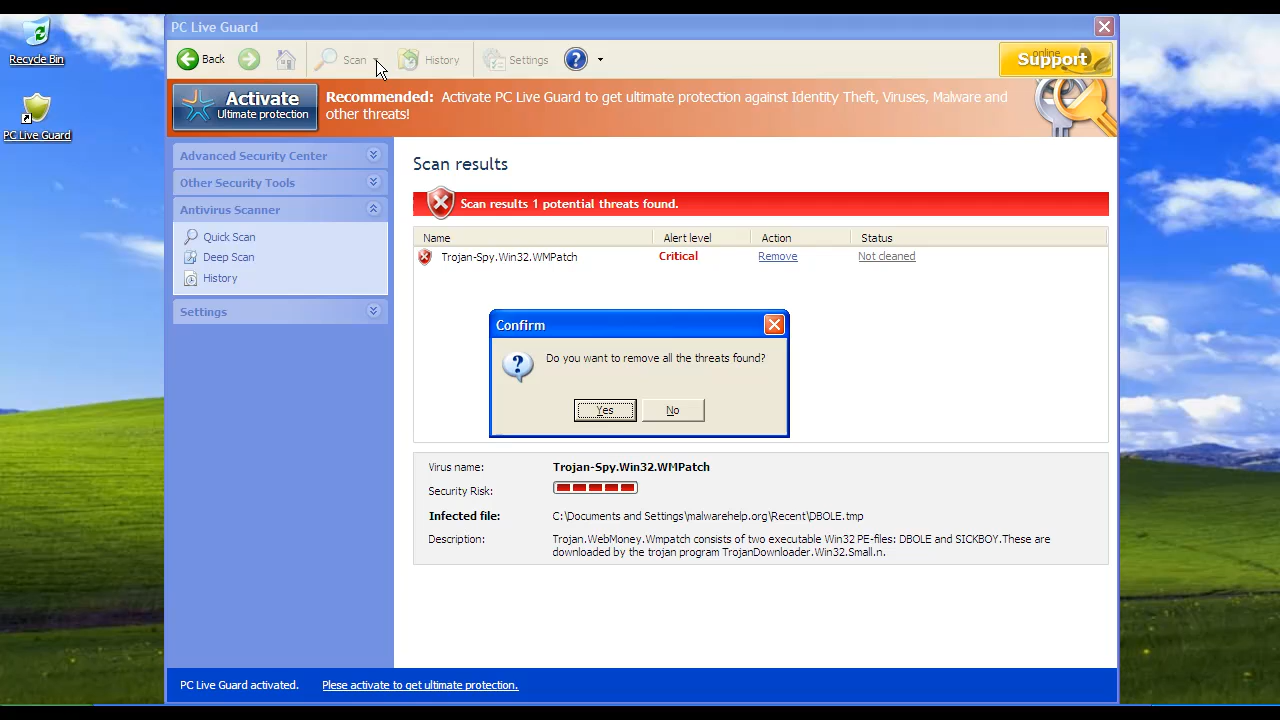 PC Live Guard
Recycle Bin
PC Live Guard
Back
Scan
History
Settings
online
Support
Activate
Ultimate protection
Recommended: Activate PC Live Guard to get ultimate protection against Identity Theft, Viruses, Malware and
other threats!
Advanced Security Center
Other Security Tools
Antivirus Scanner
Quick Scan
Deep Scan
History
Settings
Scan results
Scan results 1 potential threats found.
Name Alert level Action Status
Trojan-Spy.Win32.WMPatch Critical Remove Not cleaned
Confirm
Do you want to remove all the threats found?
Yes No
Virus name: Trojan-Spy.Win32.WMPatch
Security Risk:
Infected file: C:\Documents and Settings\malwarehelp.org\Recent\DBOLE.tmp
Description: Trojan.WebMoney.Wmpatch consists of two executable Win32 PE-files: DBOLE and SICKBOY.These are
downloaded by the trojan program TrojanDownloader.Win32.Small.n.
PC Live Guard activated. Plese activate to get ultimate protection.